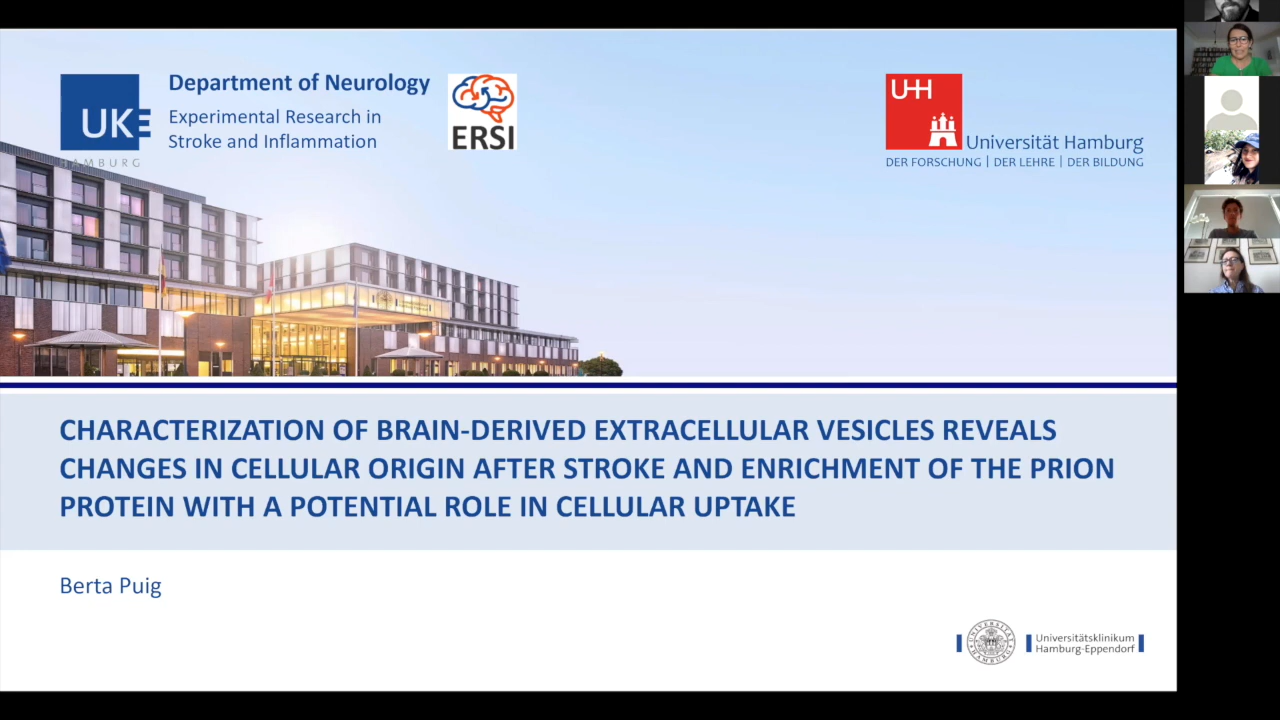 UKE
HAMBURG
Department of Neurology
Experimental Research in
Stroke and Inflammation
ERSI
UHH
Universität Hamburg
DER FORSCHUNG | DER LEHRE | DER BILDUNG
CHARACTERIZATION OF BRAIN-DERIVED EXTRACELLULAR VESICLES REVEALS
CHANGES IN CELLULAR ORIGIN AFTER STROKE AND ENRICHMENT OF THE PRION
PROTEIN WITH A POTENTIAL ROLE IN CELLULAR UPTAKE
Berta Puig
UNIVERSITÄT
HAMBURG
Universitätsklinikum
Hamburg-Eppendorf